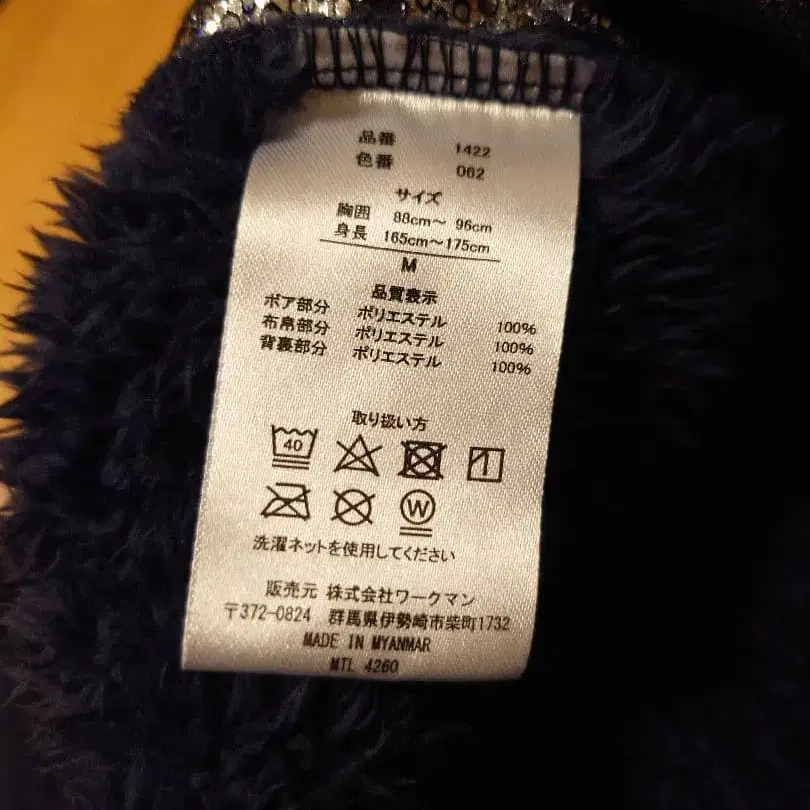 品番 1422
色番 062
サイズ
胸囲 88cm～ 96cm
身長 165cm～175cm
M
品質表示
ボア部分 ポリエステル 100%
布帛部分 ポリエステル 100%
背裏部分 ポリエステル 100%
取り扱い方
40
W
洗濯ネットを使用してください
販売元 株式会社ワークマン
〒372-0824 群馬県伊勢崎市柴町1732
MADE IN MYANMAR
MTL 4260